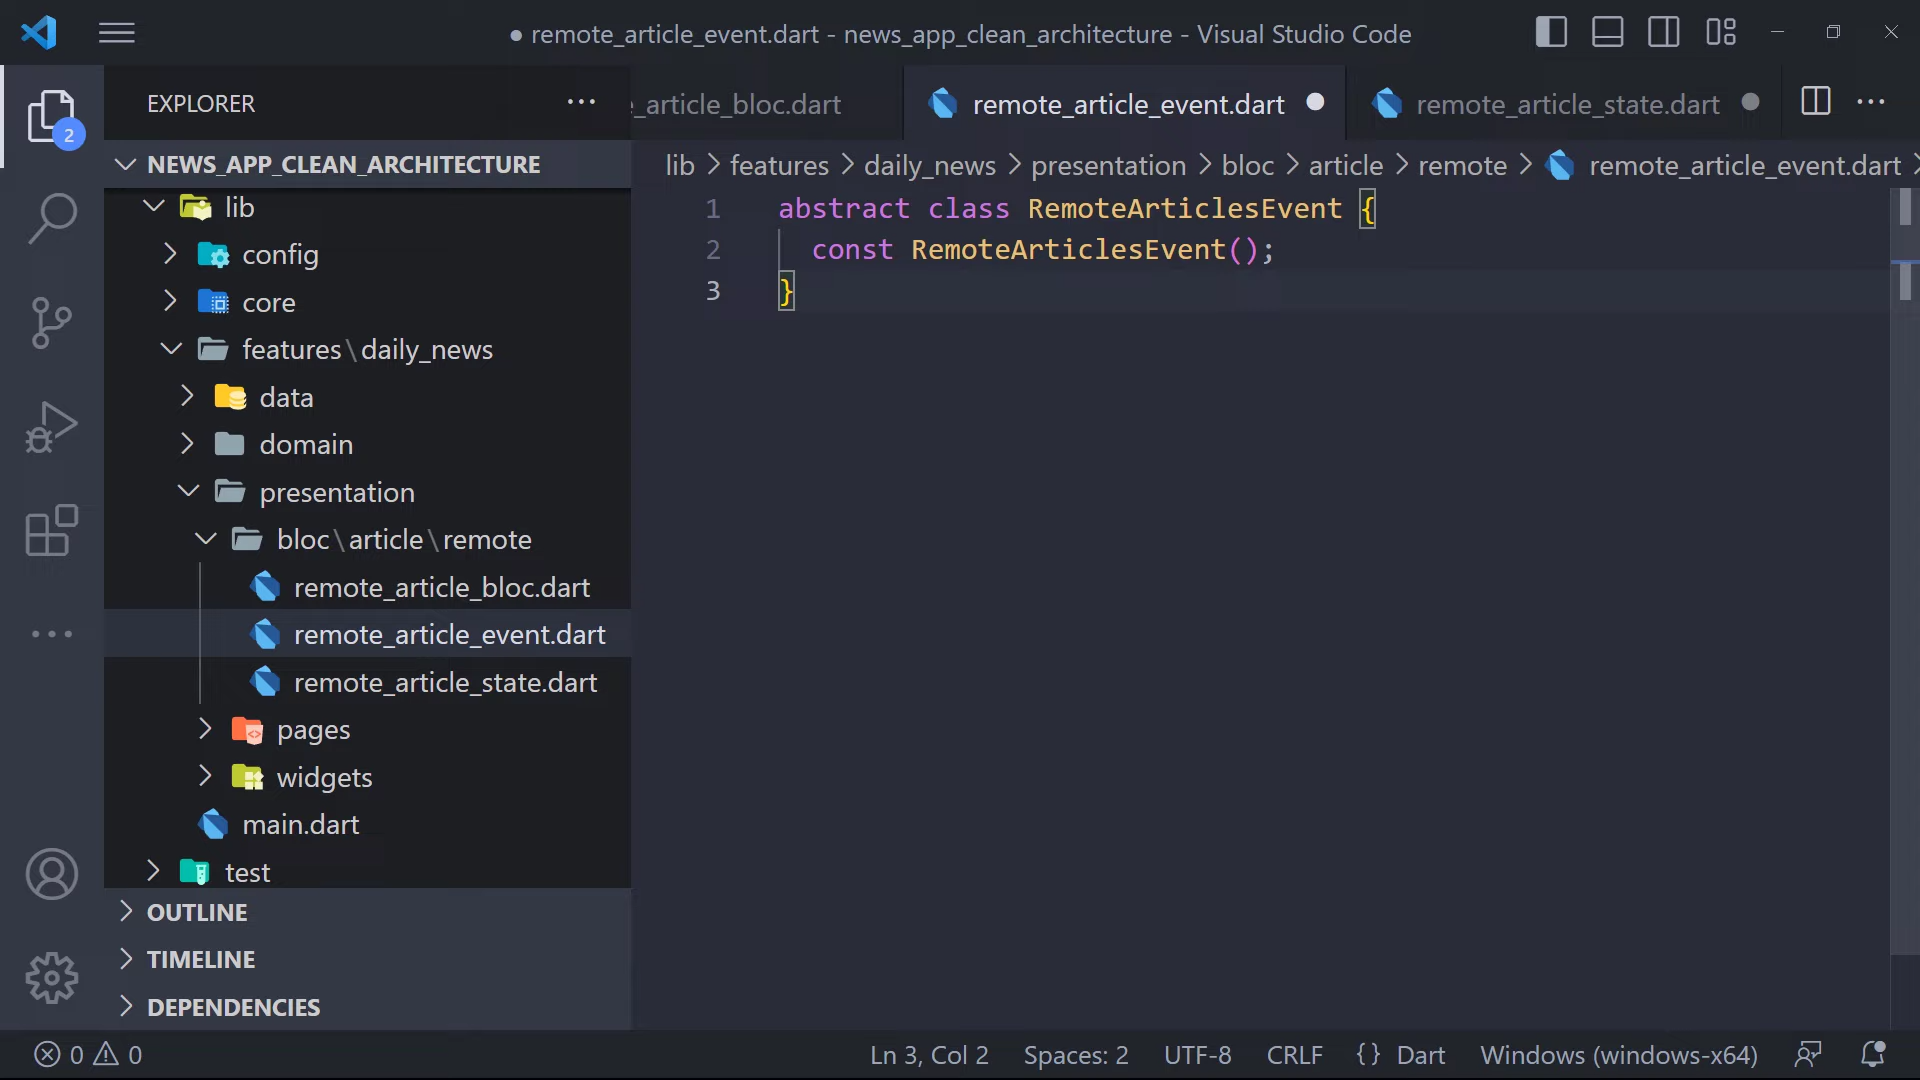 ● remote_article_event.dart - news_app_clean_architecture - Visual Studio Code
2
EXPLORER
_article_bloc.dart
remote_article_event.dart
remote_article_state.dart
NEWS_APP_CLEAN_ARCHITECTURE
lib
config
core
features\daily_news
data
domain
presentation
bloc\article\remote
remote_article_bloc.dart
remote_article_event.dart
remote_article_state.dart
pages
widgets
main.dart
test
OUTLINE
TIMELINE
DEPENDENCIES
lib > features > daily_news > presentation > bloc > article > remote > remote_article_event.dart >
1 abstract class RemoteArticlesEvent {
2 const RemoteArticlesEvent();
3 }
0 0
Ln 3, Col 2 Spaces: 2 UTF-8 CRLF {} Dart Windows (windows-x64)